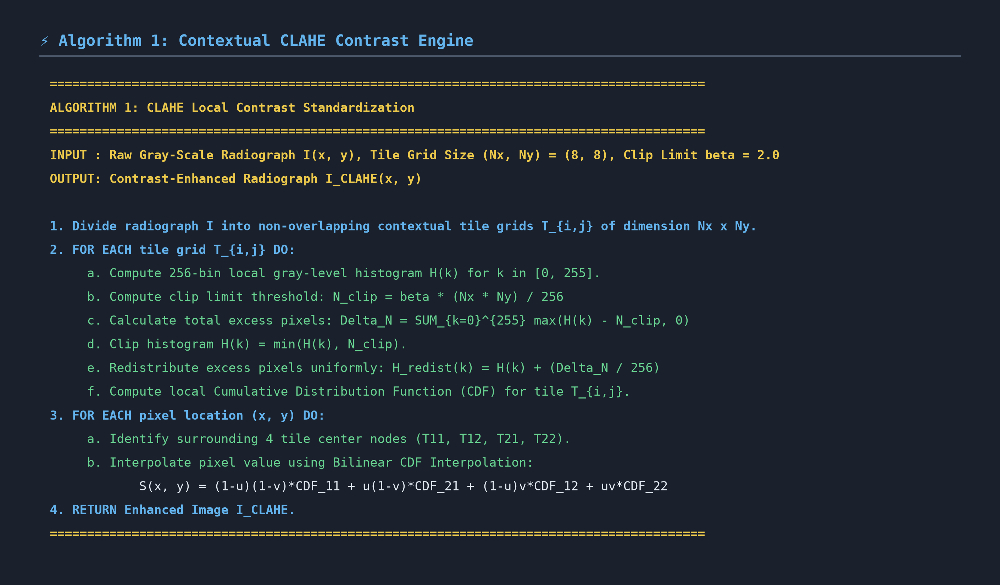 ⚡ Algorithm 1: Contextual CLAHE Contrast Engine
========================================================================================
ALGORITHM 1: CLAHE Local Contrast Standardization
========================================================================================
INPUT : Raw Gray-Scale Radiograph I(x, y), Tile Grid Size (Nx, Ny) = (8, 8), Clip Limit beta = 2.0
OUTPUT: Contrast-Enhanced Radiograph I_CLAHE(x, y)
1. Divide radiograph I into non-overlapping contextual tile grids T_{i,j} of dimension Nx x Ny.
2. FOR EACH tile grid T_{i,j} DO:
a. Compute 256-bin local gray-level histogram H(k) for k in [0, 255].
b. Compute clip limit threshold: N_clip = beta * (Nx * Ny) / 256
c. Calculate total excess pixels: Delta_N = SUM_{k=0}^{255} max(H(k) - N_clip, 0)
d. Clip histogram H(k) = min(H(k), N_clip).
e. Redistribute excess pixels uniformly: H_redist(k) = H(k) + (Delta_N / 256)
f. Compute local Cumulative Distribution Function (CDF) for tile T_{i,j}.
3. FOR EACH pixel location (x, y) DO:
a. Identify surrounding 4 tile center nodes (T11, T12, T21, T22).
b. Interpolate pixel value using Bilinear CDF Interpolation:
S(x, y) = (1-u)(1-v)*CDF_11 + u(1-v)*CDF_21 + (1-u)v*CDF_12 + uv*CDF_22
4. RETURN Enhanced Image I_CLAHE.
========================================================================================